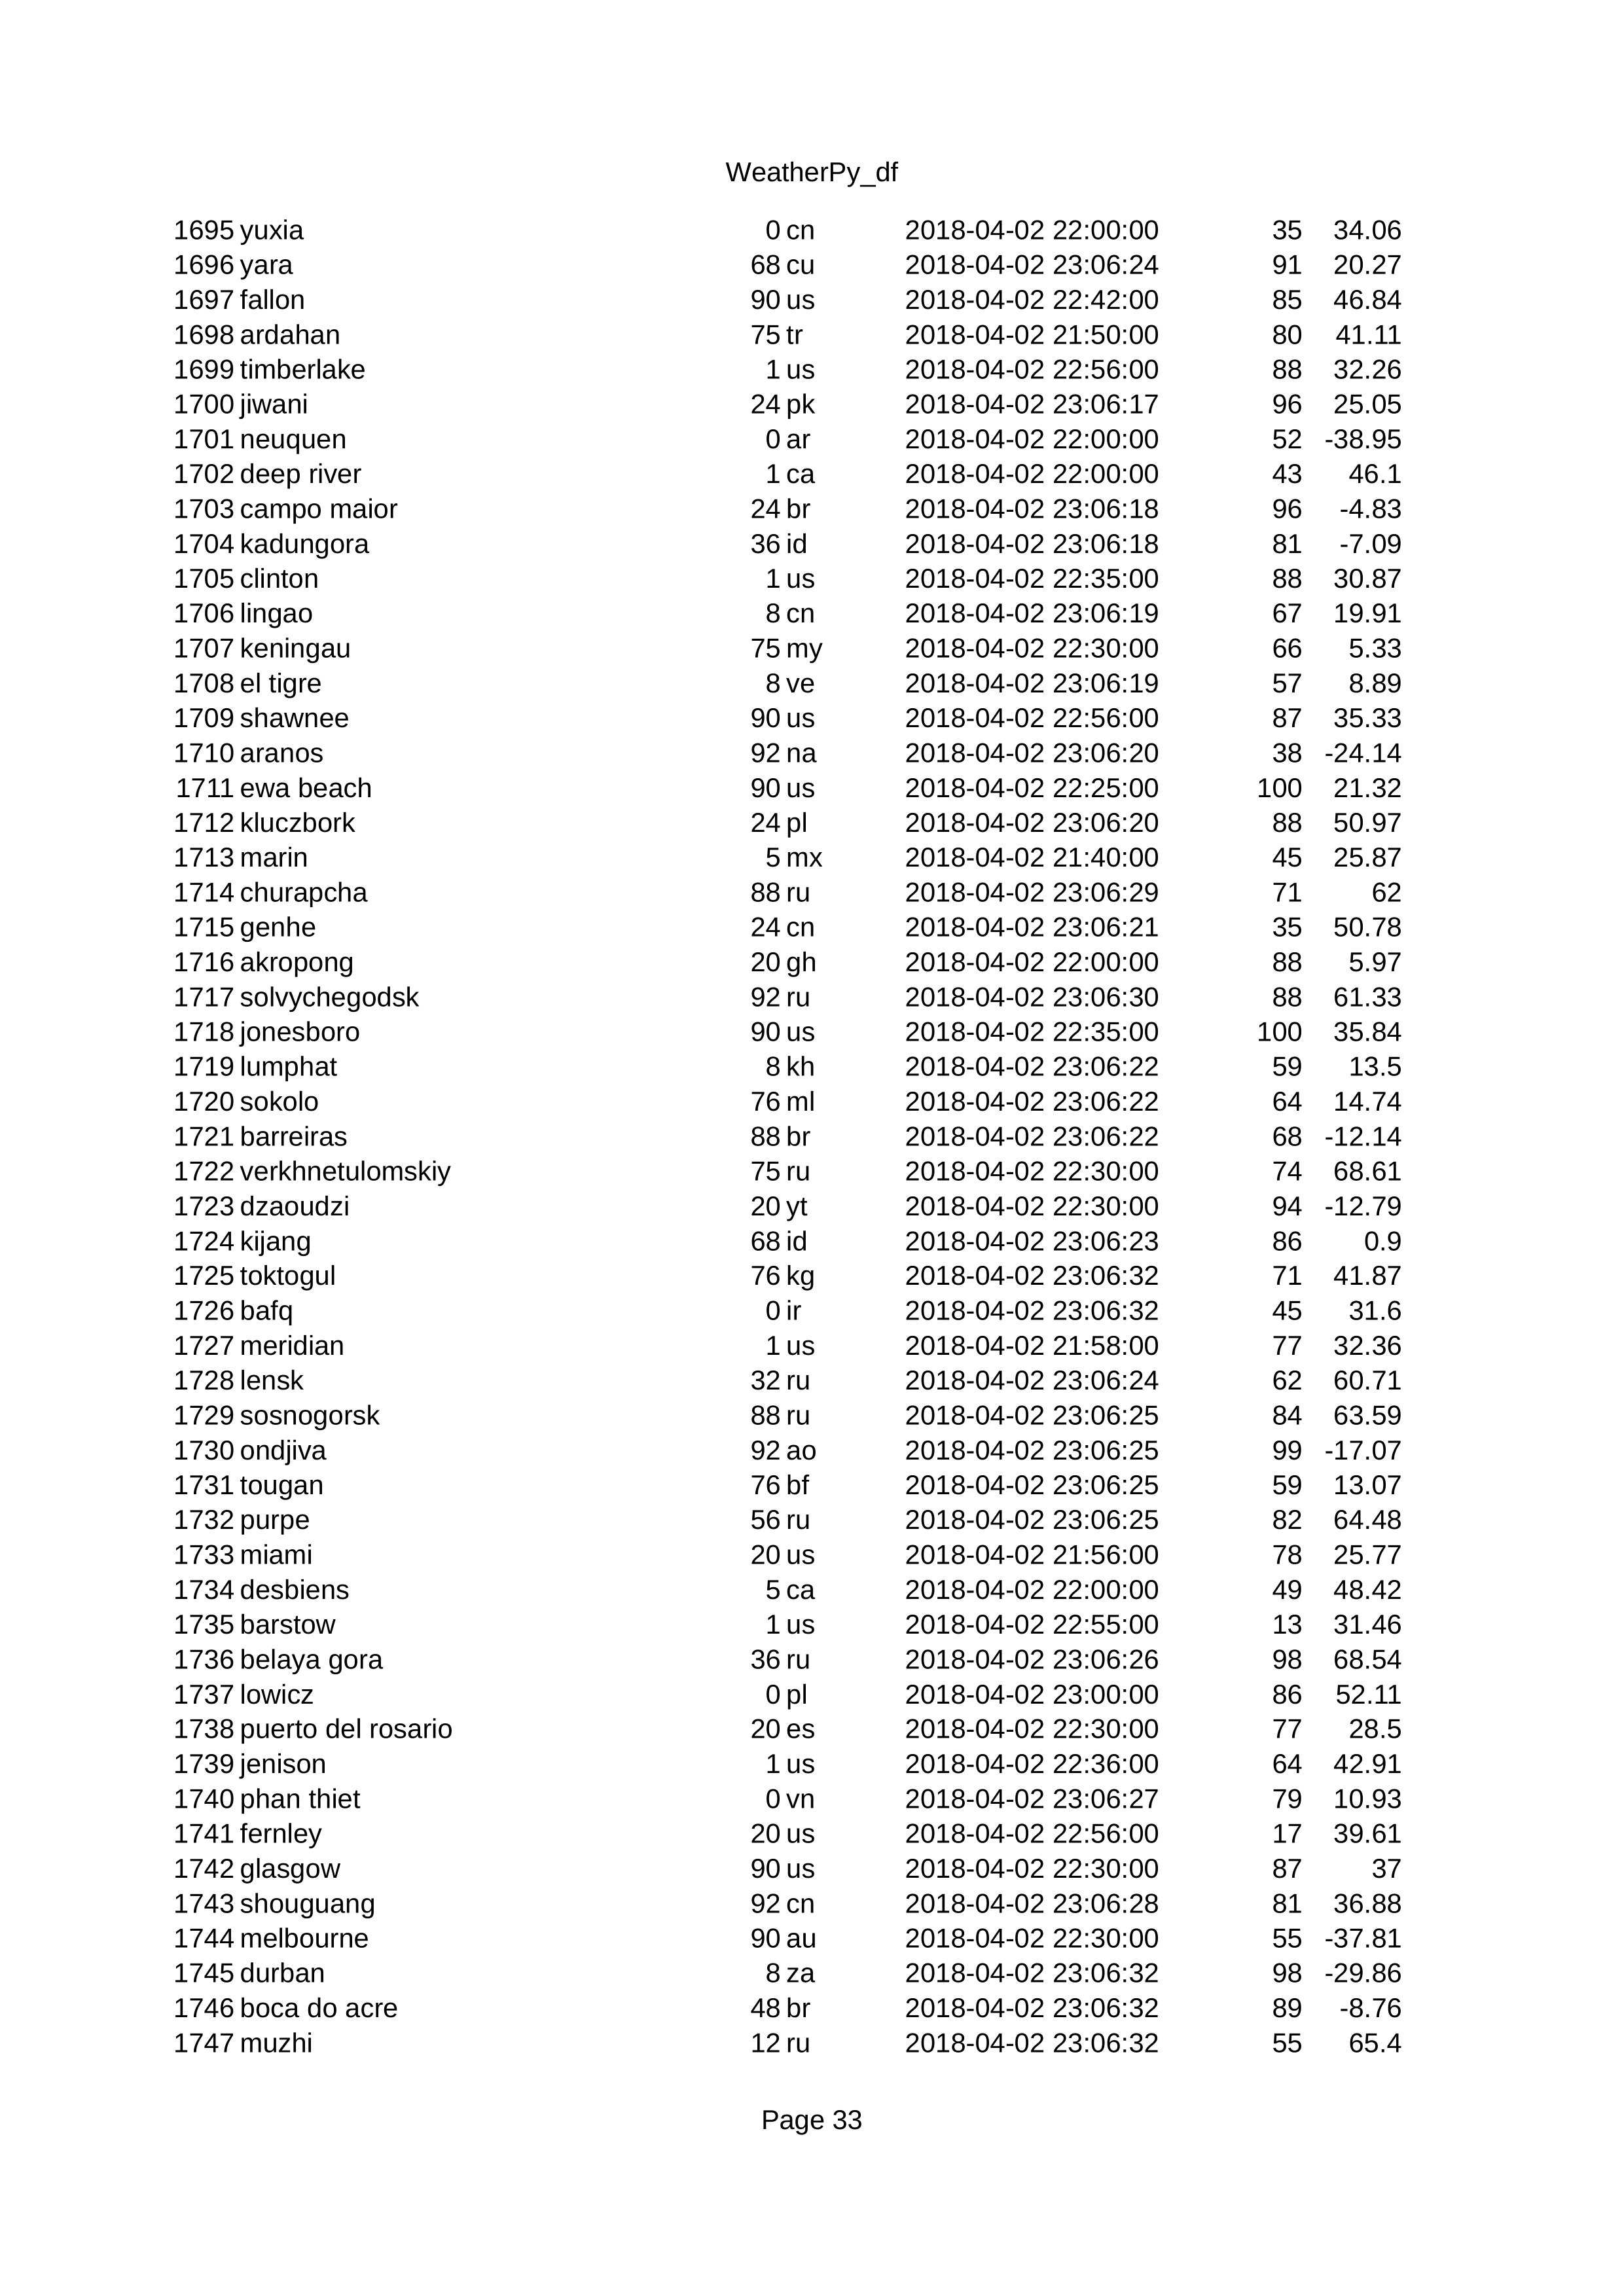 WeatherPy_df
1695 yuxia 0 cn 2018-04-02 22:00:00 35 34.06
1696 yara 68 cu 2018-04-02 23:06:24 91 20.27
1697 fallon 90 us 2018-04-02 22:42:00 85 46.84
1698 ardahan 75 tr 2018-04-02 21:50:00 80 41.11
1699 timberlake 1 us 2018-04-02 22:56:00 88 32.26
1700 jiwani 24 pk 2018-04-02 23:06:17 96 25.05
1701 neuquen 0 ar 2018-04-02 22:00:00 52 -38.95
1702 deep river 1 ca 2018-04-02 22:00:00 43 46.1
1703 campo maior 24 br 2018-04-02 23:06:18 96 -4.83
1704 kadungora 36 id 2018-04-02 23:06:18 81 -7.09
1705 clinton 1 us 2018-04-02 22:35:00 88 30.87
1706 lingao 8 cn 2018-04-02 23:06:19 67 19.91
1707 keningau 75 my 2018-04-02 22:30:00 66 5.33
1708 el tigre 8 ve 2018-04-02 23:06:19 57 8.89
1709 shawnee 90 us 2018-04-02 22:56:00 87 35.33
1710 aranos 92 na 2018-04-02 23:06:20 38 -24.14
1711 ewa beach 90 us 2018-04-02 22:25:00 100 21.32
1712 kluczbork 24 pl 2018-04-02 23:06:20 88 50.97
1713 marin 5 mx 2018-04-02 21:40:00 45 25.87
1714 churapcha 88 ru 2018-04-02 23:06:29 71 62
1715 genhe 24 cn 2018-04-02 23:06:21 35 50.78
1716 akropong 20 gh 2018-04-02 22:00:00 88 5.97
1717 solvychegodsk 92 ru 2018-04-02 23:06:30 88 61.33
1718 jonesboro 90 us 2018-04-02 22:35:00 100 35.84
1719 lumphat 8 kh 2018-04-02 23:06:22 59 13.5
1720 sokolo 76 ml 2018-04-02 23:06:22 64 14.74
1721 barreiras 88 br 2018-04-02 23:06:22 68 -12.14
1722 verkhnetulomskiy 75 ru 2018-04-02 22:30:00 74 68.61
1723 dzaoudzi 20 yt 2018-04-02 22:30:00 94 -12.79
1724 kijang 68 id 2018-04-02 23:06:23 86 0.9
1725 toktogul 76 kg 2018-04-02 23:06:32 71 41.87
1726 bafq 0 ir 2018-04-02 23:06:32 45 31.6
1727 meridian 1 us 2018-04-02 21:58:00 77 32.36
1728 lensk 32 ru 2018-04-02 23:06:24 62 60.71
1729 sosnogorsk 88 ru 2018-04-02 23:06:25 84 63.59
1730 ondjiva 92 ao 2018-04-02 23:06:25 99 -17.07
1731 tougan 76 bf 2018-04-02 23:06:25 59 13.07
1732 purpe 56 ru 2018-04-02 23:06:25 82 64.48
1733 miami 20 us 2018-04-02 21:56:00 78 25.77
1734 desbiens 5 ca 2018-04-02 22:00:00 49 48.42
1735 barstow 1 us 2018-04-02 22:55:00 13 31.46
1736 belaya gora 36 ru 2018-04-02 23:06:26 98 68.54
1737 lowicz 0 pl 2018-04-02 23:00:00 86 52.11
1738 puerto del rosario 20 es 2018-04-02 22:30:00 77 28.5
1739 jenison 1 us 2018-04-02 22:36:00 64 42.91
1740 phan thiet 0 vn 2018-04-02 23:06:27 79 10.93
1741 fernley 20 us 2018-04-02 22:56:00 17 39.61
1742 glasgow 90 us 2018-04-02 22:30:00 87 37
1743 shouguang 92 cn 2018-04-02 23:06:28 81 36.88
1744 melbourne 90 au 2018-04-02 22:30:00 55 -37.81
1745 durban 8 za 2018-04-02 23:06:32 98 -29.86
1746 boca do acre 48 br 2018-04-02 23:06:32 89 -8.76
1747 muzhi 12 ru 2018-04-02 23:06:32 55 65.4
Page 33